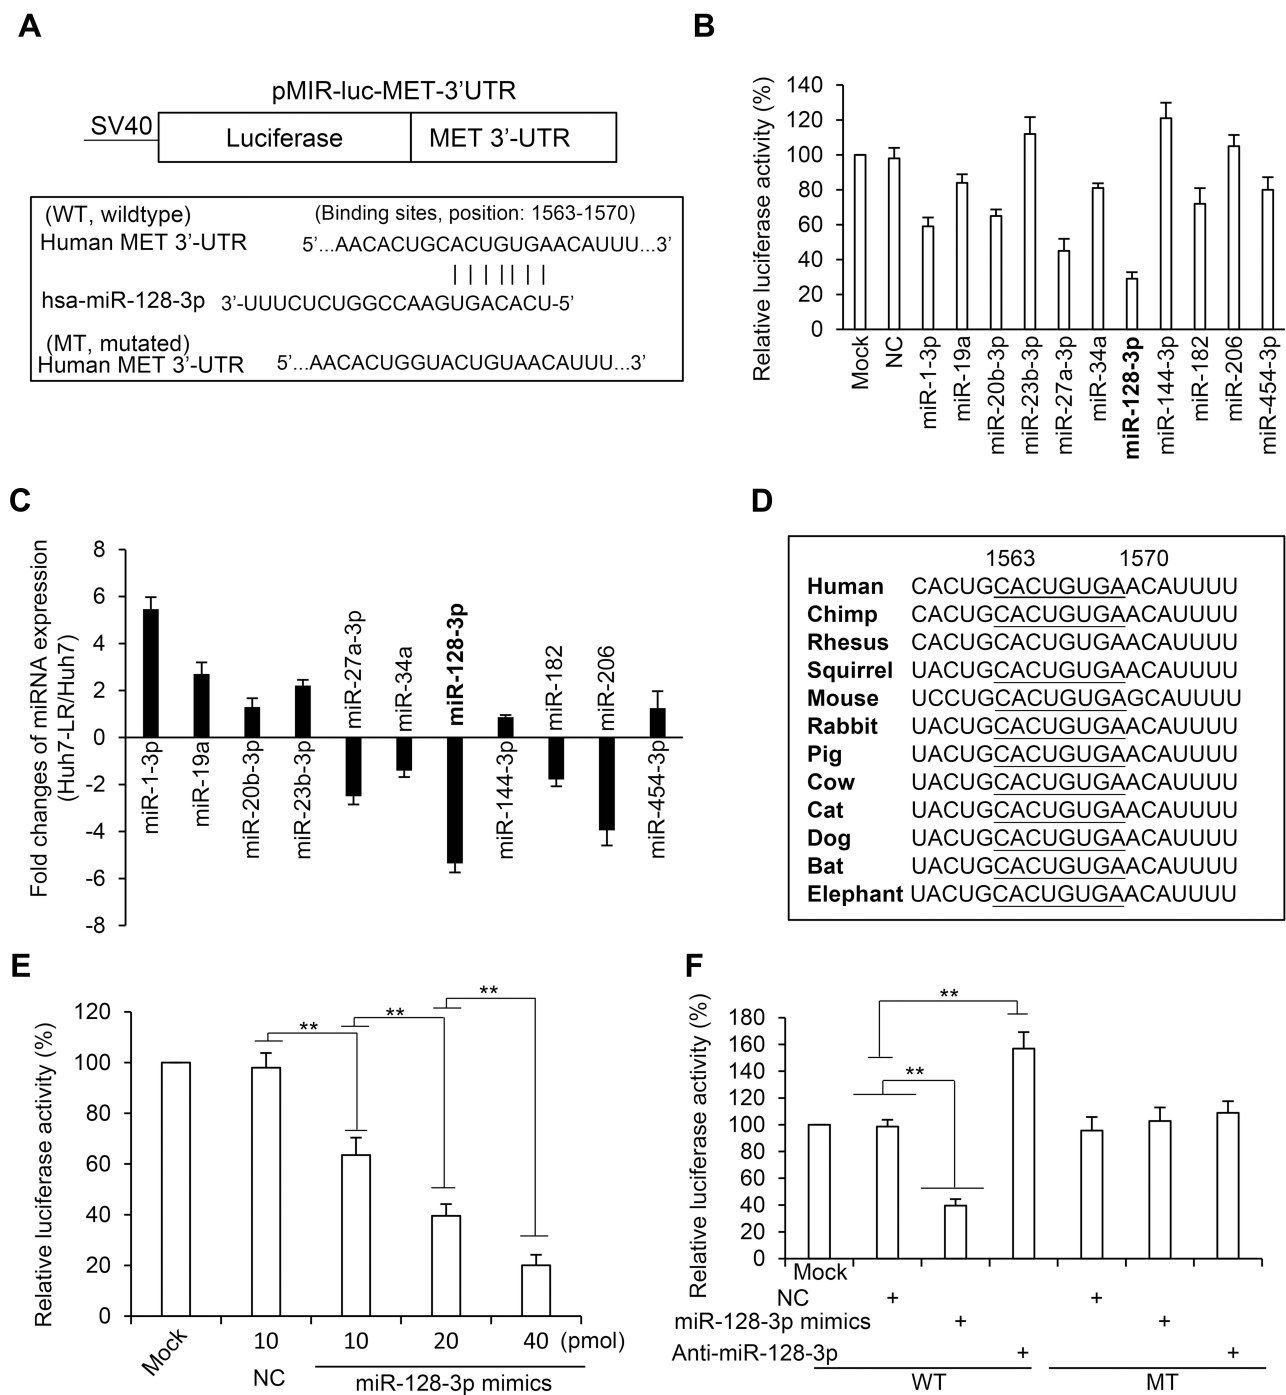 A
pMIR-luc-MET-3’UTR
SV40
Luciferase
MET 3’-UTR
(WT, wildtype)
(Binding sites, position: 1563-1570)
Human MET 3’-UTR
5’...AACACUGCACUGUGAACAUUU...3’
hsa-miR-128-3p
3’-UUUCUCUGGCCAAGUGACACU-5’
(MT, mutated)
Human MET 3’-UTR
5’...AACACUGGUACUGUAACAUUU...3’
B
Relative luciferase activity (%)
140
120
100
80
60
40
20
0
Mock
NC
miR-1-3p
miR-19a
miR-20b-3p
miR-23b-3p
miR-27a-3p
miR-34a
miR-128-3p
miR-144-3p
miR-182
miR-206
miR-454-3p
C
Fold changes of miRNA expression
(Huh7-LR/Huh7)
8
6
4
2
0
-2
-4
-6
-8
miR-1-3p
miR-19a
miR-20b-3p
miR-23b-3p
miR-27a-3p
miR-34a
miR-128-3p
miR-144-3p
miR-182
miR-206
miR-454-3p
D
1563 1570
Human CACUGCACUGUGAACAUUUU
Chimp CACUGCACUGUGAACAUUUU
Rhesus CACUGCACUGUGAACAUUUU
Squirrel UACUGCACUGUGAACAUUUU
Mouse UCCUGCACUGUGAGCAUUUU
Rabbit UACUGCACUGUGAACAUUUU
Pig UACUGCACUGUGAACAUUUU
Cow UACUGCACUGUGAACAUUUU
Cat UACUGCACUGUGAACAUUUU
Dog UACUGCACUGUGAACAUUUU
Bat UACUGCACUGUGAACAUUUU
Elephant UACUGCACUGUGAACAUUUU
E
Relative luciferase activity (%)
120
100
80
60
40
20
0
** ** **
Mock
10 10 20 40 (pmol)
NC
miR-128-3p mimics
F
Relative luciferase activity (%)
180
160
140
120
100
80
60
40
20
0
**
**
Mock
NC + +
miR-128-3p mimics + +
Anti-miR-128-3p + +
WT MT